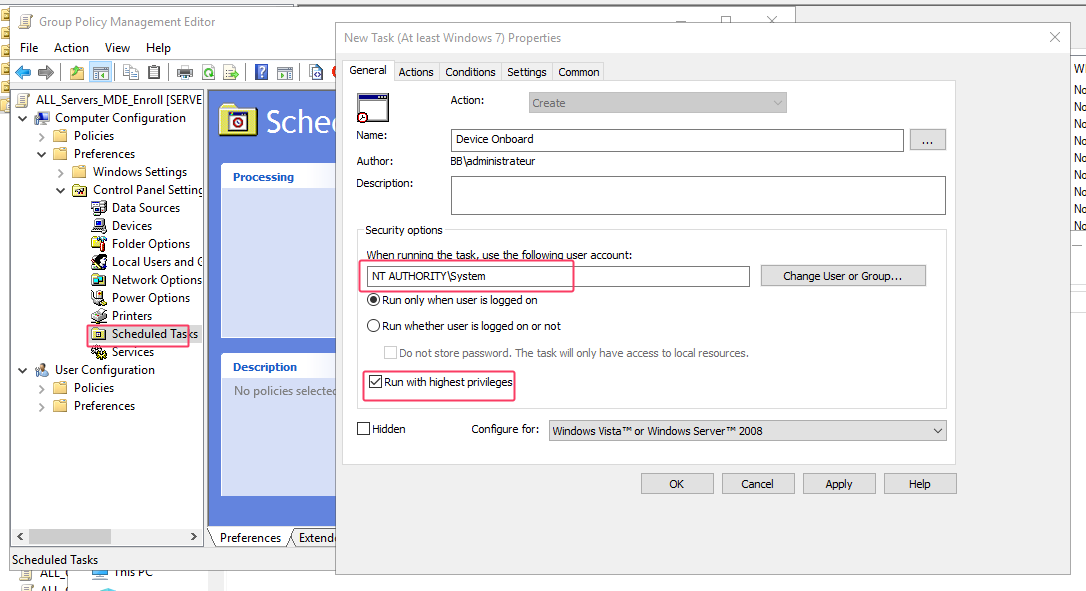 Group Policy Management Editor
File Action View Help
ALL_Servers_MDE_Enroll [SERVE
Computer Configuration
Policies
Preferences
Windows Settings
Control Panel Setting
Data Sources
Devices
Folder Options
Local Users and G
Network Options
Power Options
Printers
Scheduled Tasks
Services
User Configuration
Policies
Preferences
Sched
Processing
Description
No policies selected
Preferences Extende
Scheduled Tasks
ALL_
This PC
ALL_
New Task (At least Windows 7) Properties
General Actions Conditions Settings Common
Action: Create
Name: Device Onboard ...
Author: BB\administrateur
Description:
Security options
When running the task, use the following user account:
NT AUTHORITY\System Change User or Group...
Run only when user is logged on
Run whether user is logged on or not
Do not store password. The task will only have access to local resources.
Run with highest privileges
Hidden Configure for: Windows Vista™ or Windows Server™ 2008
OK Cancel Apply Help
WI
No
No
No
No
No
No
No
No
No